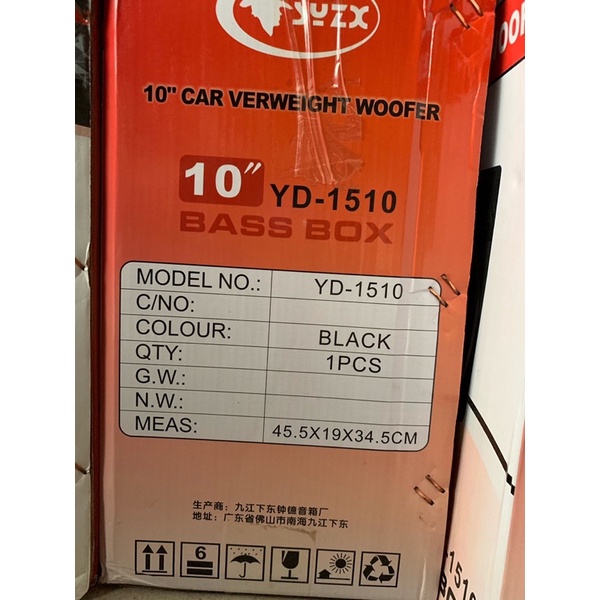 SUZX
10" CAR VERWEIGHT WOOFER
10" YD-1510
BASS BOX
MODEL NO.: YD-1510
C/NO:
COLOUR: BLACK
QTY: 1PCS
G.W.:
N.W.:
MEAS: 45.5X19X34.5CM
生产商：九江下东钟德音箱厂
地址：广东省佛山市南海九江下东
6
1510